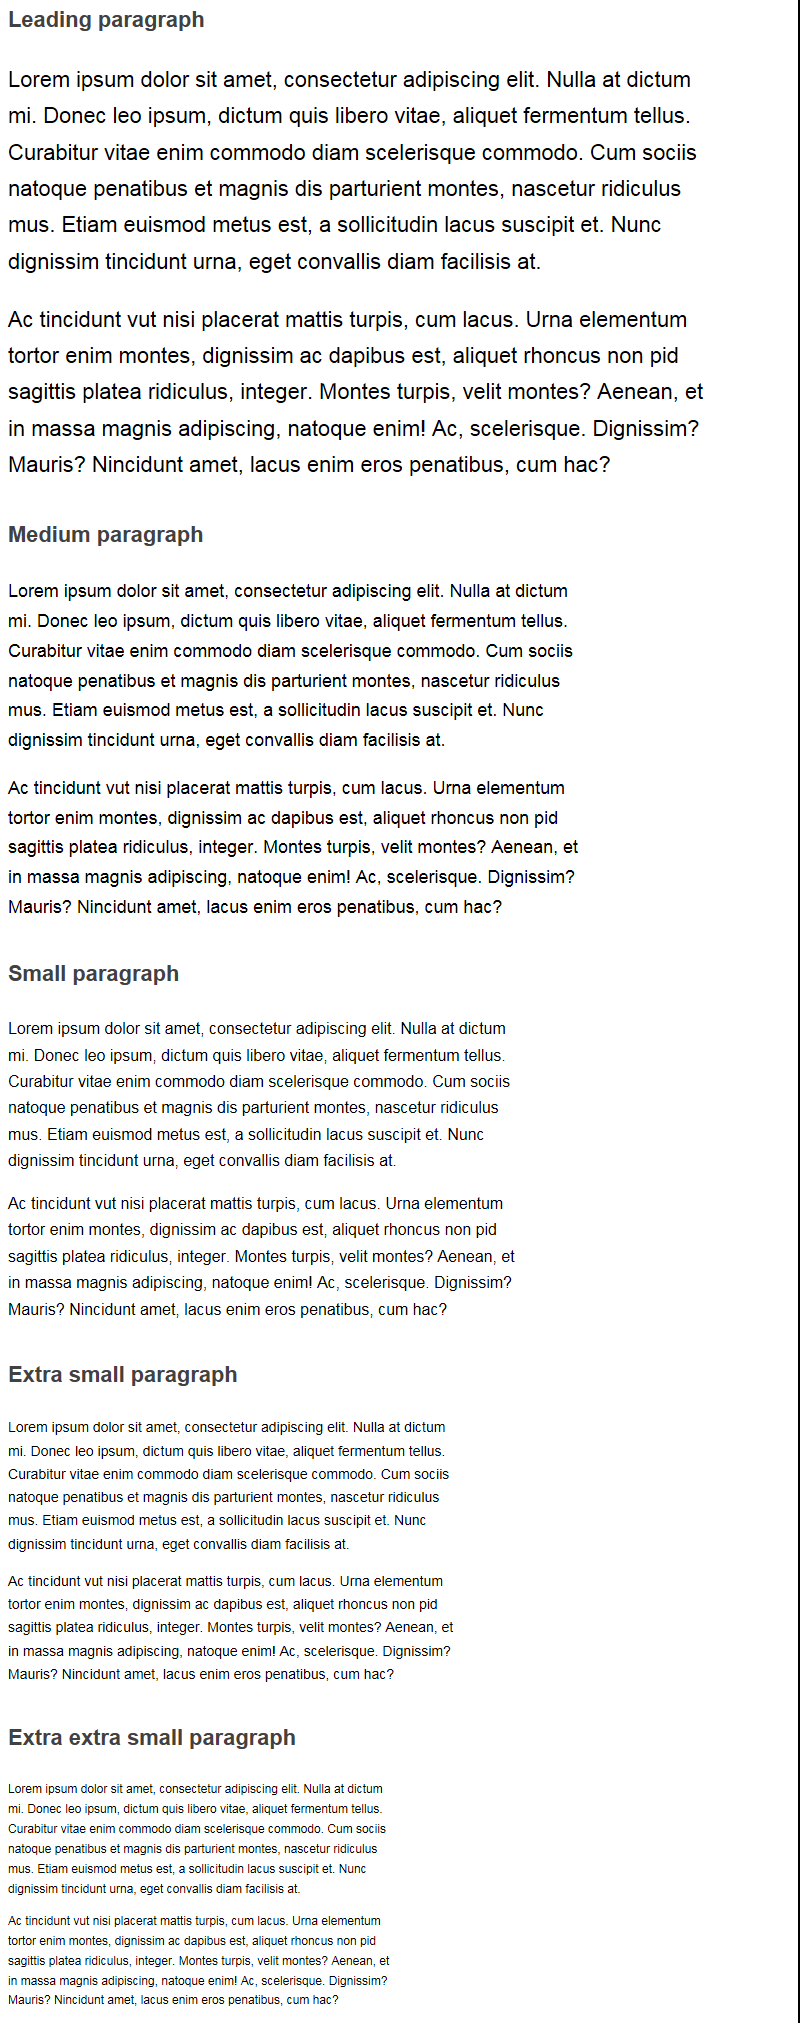 Leading paragraph
Lorem ipsum dolor sit amet, consectetur adipiscing elit. Nulla at dictum
mi. Donec leo ipsum, dictum quis libero vitae, aliquet fermentum tellus.
Curabitur vitae enim commodo diam scelerisque commodo. Cum sociis
natoque penatibus et magnis dis parturient montes, nascetur ridiculus
mus. Etiam euismod metus est, a sollicitudin lacus suscipit et. Nunc
dignissim tincidunt urna, eget convallis diam facilisis at.
Ac tincidunt vut nisi placerat mattis turpis, cum lacus. Urna elementum
tortor enim montes, dignissim ac dapibus est, aliquet rhoncus non pid
sagittis platea ridiculus, integer. Montes turpis, velit montes? Aenean, et
in massa magnis adipiscing, natoque enim! Ac, scelerisque. Dignissim?
Mauris? Nincidunt amet, lacus enim eros penatibus, cum hac?
Medium paragraph
Lorem ipsum dolor sit amet, consectetur adipiscing elit. Nulla at dictum
mi. Donec leo ipsum, dictum quis libero vitae, aliquet fermentum tellus.
Curabitur vitae enim commodo diam scelerisque commodo. Cum sociis
natoque penatibus et magnis dis parturient montes, nascetur ridiculus
mus. Etiam euismod metus est, a sollicitudin lacus suscipit et. Nunc
dignissim tincidunt urna, eget convallis diam facilisis at.
Ac tincidunt vut nisi placerat mattis turpis, cum lacus. Urna elementum
tortor enim montes, dignissim ac dapibus est, aliquet rhoncus non pid
sagittis platea ridiculus, integer. Montes turpis, velit montes? Aenean, et
in massa magnis adipiscing, natoque enim! Ac, scelerisque. Dignissim?
Mauris? Nincidunt amet, lacus enim eros penatibus, cum hac?
Small paragraph
Lorem ipsum dolor sit amet, consectetur adipiscing elit. Nulla at dictum
mi. Donec leo ipsum, dictum quis libero vitae, aliquet fermentum tellus.
Curabitur vitae enim commodo diam scelerisque commodo. Cum sociis
natoque penatibus et magnis dis parturient montes, nascetur ridiculus
mus. Etiam euismod metus est, a sollicitudin lacus suscipit et. Nunc
dignissim tincidunt urna, eget convallis diam facilisis at.
Ac tincidunt vut nisi placerat mattis turpis, cum lacus. Urna elementum
tortor enim montes, dignissim ac dapibus est, aliquet rhoncus non pid
sagittis platea ridiculus, integer. Montes turpis, velit montes? Aenean, et
in massa magnis adipiscing, natoque enim! Ac, scelerisque. Dignissim?
Mauris? Nincidunt amet, lacus enim eros penatibus, cum hac?
Extra small paragraph
Lorem ipsum dolor sit amet, consectetur adipiscing elit. Nulla at dictum
mi. Donec leo ipsum, dictum quis libero vitae, aliquet fermentum tellus.
Curabitur vitae enim commodo diam scelerisque commodo. Cum sociis
natoque penatibus et magnis dis parturient montes, nascetur ridiculus
mus. Etiam euismod metus est, a sollicitudin lacus suscipit et. Nunc
dignissim tincidunt urna, eget convallis diam facilisis at.
Ac tincidunt vut nisi placerat mattis turpis, cum lacus. Urna elementum
tortor enim montes, dignissim ac dapibus est, aliquet rhoncus non pid
sagittis platea ridiculus, integer. Montes turpis, velit montes? Aenean, et
in massa magnis adipiscing, natoque enim! Ac, scelerisque. Dignissim?
Mauris? Nincidunt amet, lacus enim eros penatibus, cum hac?
Extra extra small paragraph
Lorem ipsum dolor sit amet, consectetur adipiscing elit. Nulla at dictum
mi. Donec leo ipsum, dictum quis libero vitae, aliquet fermentum tellus.
Curabitur vitae enim commodo diam scelerisque commodo. Cum sociis
natoque penatibus et magnis dis parturient montes, nascetur ridiculus
mus. Etiam euismod metus est, a sollicitudin lacus suscipit et. Nunc
dignissim tincidunt urna, eget convallis diam facilisis at.
Ac tincidunt vut nisi placerat mattis turpis, cum lacus. Urna elementum
tortor enim montes, dignissim ac dapibus est, aliquet rhoncus non pid
sagittis platea ridiculus, integer. Montes turpis, velit montes? Aenean, et
in massa magnis adipiscing, natoque enim! Ac, scelerisque. Dignissim?
Mauris? Nincidunt amet, lacus enim eros penatibus, cum hac?